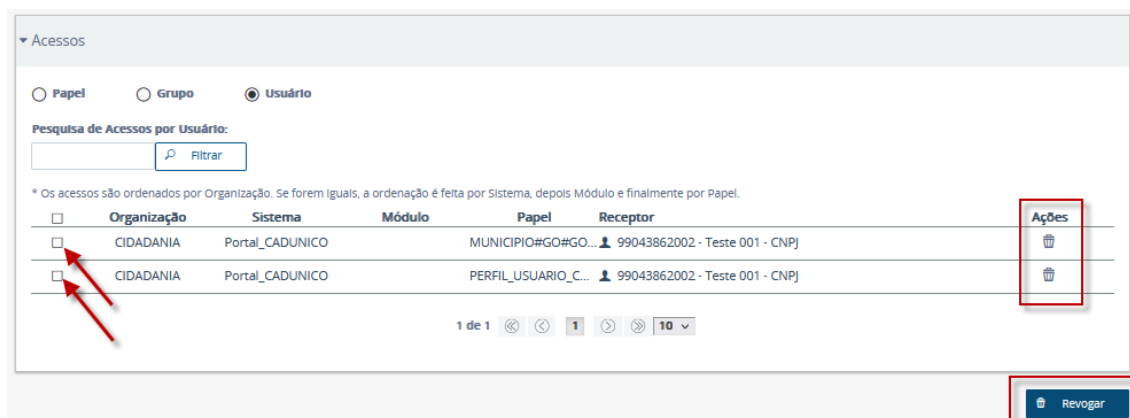 Acessos
Papel Grupo Usuário
Pesquisa de Acessos por Usuário:
Filtrar
* Os acessos são ordenados por Organização. Se forem iguais, a ordenação é feita por Sistema, depois Módulo e finalmente por Papel.
Organização Sistema Módulo Papel Receptor Ações
CIDADANIA Portal_CADUNICO MUNICIPIO#GO#GO... 99043862002 - Teste 001 - CNPJ
CIDADANIA Portal_CADUNICO PERFIL_USUARIO_C... 99043862002 - Teste 001 - CNPJ
1 de 1 1 10
Revogar